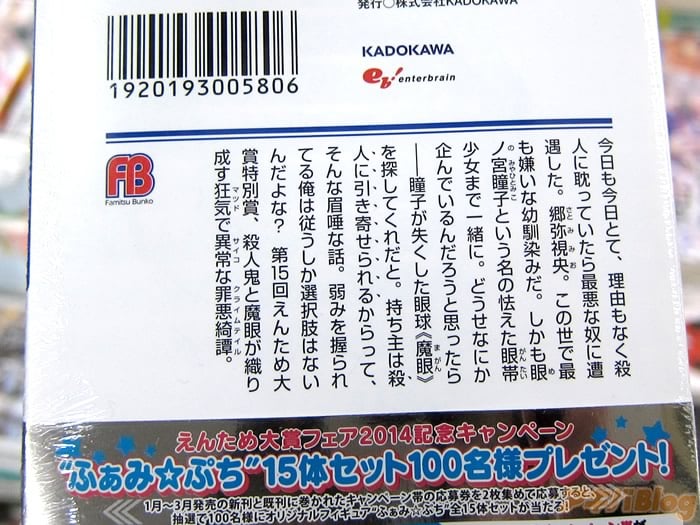 発行○株式会社KADOKAWA
KADOKAWA
eb! enterbrain
1920193005806
FB
Famitsu Bunko
今日も今日とて、理由もなく殺
人に耽っていたら最悪な奴に遭
遇した。郷弥視央。この世で最
も嫌いな幼馴染みだ。しかも眼
ノ宮瞳子という名の怯えた眼帯
少女まで一緒に。どうせなにか
企んでいるんだろうと思ったら
――瞳子が失くした眼球《魔眼》
を探してくれだと。持ち主は殺
人に引き寄せられるからって、
そんな眉唾な話。弱みを握られ
てる俺は従うしか選択肢はない
んだよな？　第15回えんため大
賞特別賞、殺人鬼と魔眼が織り
成す狂気で異常な罪悪綺譚。
えんため大賞フェア2014記念キャンペーン
"ふぁみ☆ぷち"15体セット100名様プレゼント!
1月〜3月発売の新刊と既刊に巻かれたキャンペーン帯の応募券を2枚集めて応募すると、
抽選で100名様にオリジナルフィギュア"ふぁみ☆ぷち"全15体セットが当たる!
iBlog